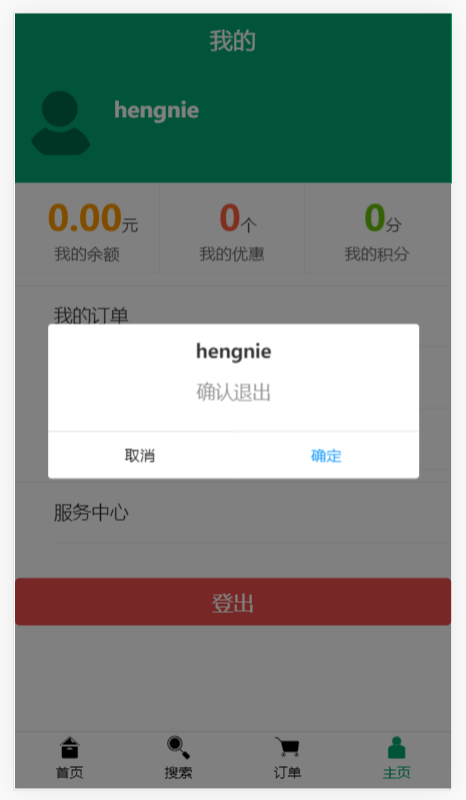 我的
hengnie
0.00元 0个 0分
我的余额 我的优惠 我的积分
我的订单
hengnie
确认退出
取消 确定
服务中心
登出
首页 搜索 订单 主页